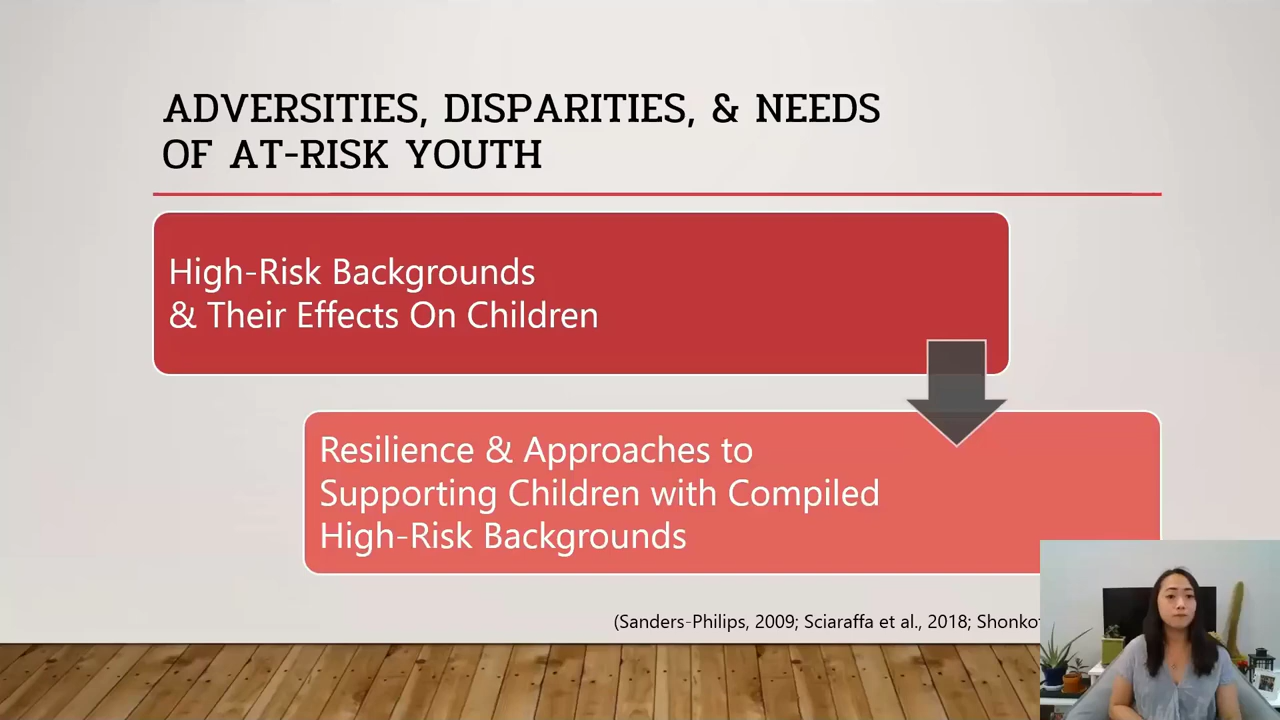 ADVERSITIES, DISPARITIES, & NEEDS
OF AT-RISK YOUTH
High-Risk Backgrounds
& Their Effects On Children
Resilience & Approaches to
Supporting Children with Compiled
High-Risk Backgrounds
(Sanders-Philips, 2009; Sciaraffa et al., 2018;